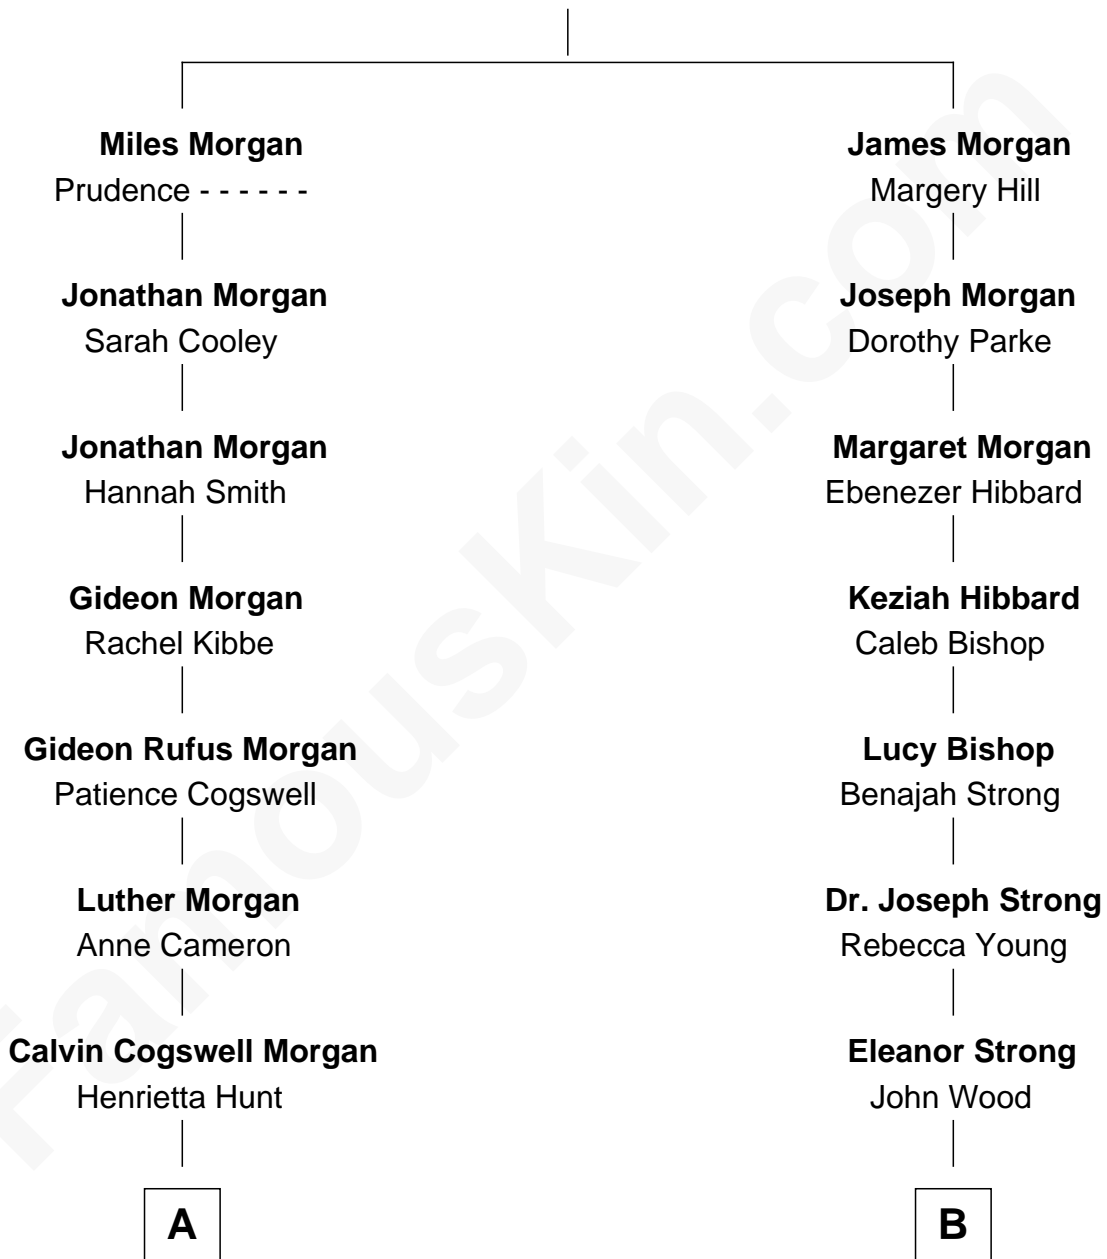 Miles Morgan
Prudence - - - - - -
James Morgan
Margery Hill
Jonathan Morgan
Sarah Cooley
Joseph Morgan
Dorothy Parke
Jonathan Morgan
Hannah Smith
Margaret Morgan
Ebenezer Hibbard
Gideon Morgan
Rachel Kibbe
Keziah Hibbard
Caleb Bishop
Gideon Rufus Morgan
Patience Cogswell
Lucy Bishop
Benajah Strong
Luther Morgan
Anne Cameron
Dr. Joseph Strong
Rebecca Young
Calvin Cogswell Morgan
Henrietta Hunt
Eleanor Strong
John Wood
A
B
FamousKin.com